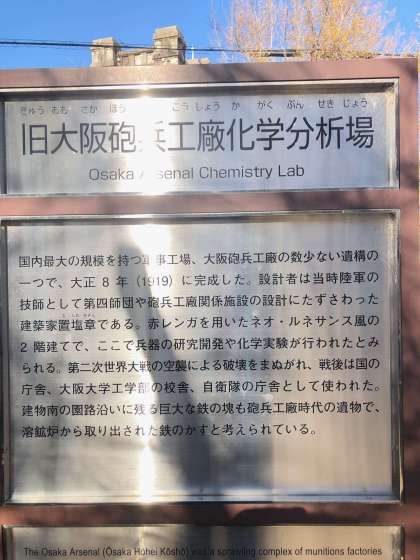 きゅう おお さか ほう こう しょう か がく ぶん せき じょう
旧大阪砲兵工廠化学分析場
Osaka Arsenal Chemistry Lab
国内最大の規模を持つ軍事工場、大阪砲兵工廠の数少ない遺構の
一つで、大正 8 年（1919）に完成した。設計者は当時陸軍の
技師として第四師団や砲兵工廠関係施設の設計にたずさわった
建築家置塩章である。赤レンガを用いたネオ・ルネサンス風の
2 階建てで、ここで兵器の研究開発や化学実験が行われたとみ
られる。第二次世界大戦の空襲による破壊をまぬがれ、戦後は国の
庁舎、大阪大学工学部の校舎、自衛隊の庁舎として使われた。
建物南の園路沿いに残る巨大な鉄の塊も砲兵工廠時代の遺物で、
溶鉱炉から取り出された鉄のかすと考えられている。
The Osaka Arsenal (Ōsaka Hōhei Kōshō) was a sprawling complex of munitions factories